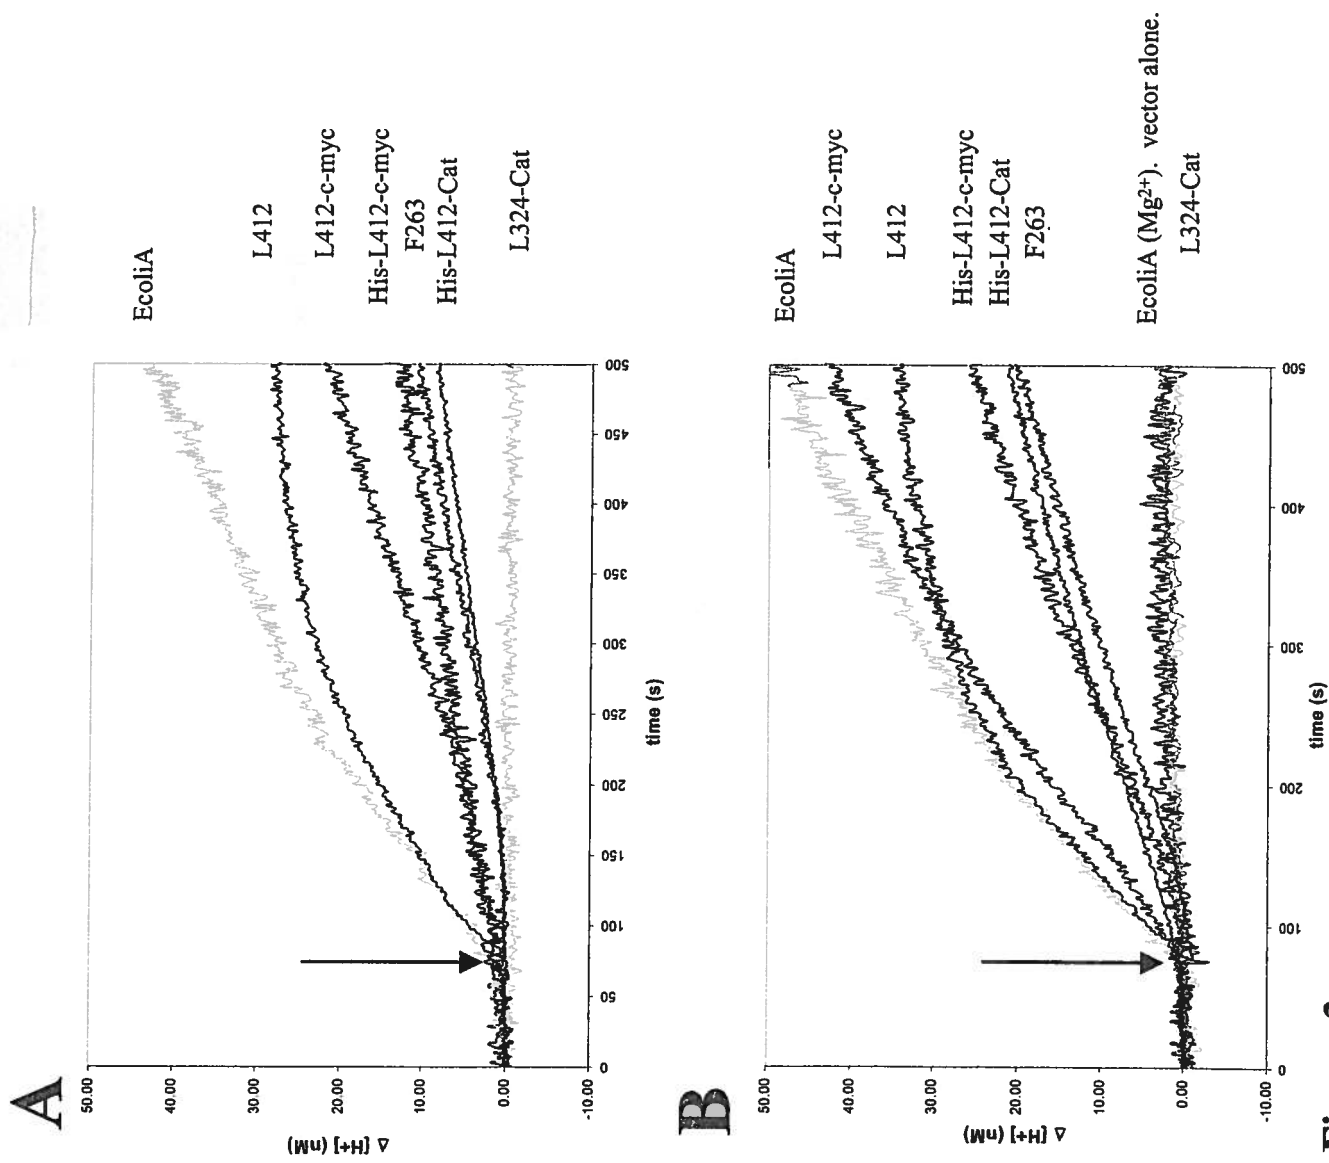 A
EcoliA
L412
L412-c-myc
His-L412-c-myc
F263
His-L412-Cat
L324-Cat
50.00
40.00
30.00
20.00
10.00
0.00
-10.00
Δ [H+] (nM)
0
50
100
150
200
250
300
350
400
450
500
time (s)
B
EcoliA
L412-c-myc
L412
His-L412-c-myc
His-L412-Cat
F263
EcoliA (Mg2+). vector alone.
L324-Cat
50.00
40.00
30.00
20.00
10.00
0.00
-10.00
Δ [H+] (nM)
0
100
200
300
400
500
time (s)